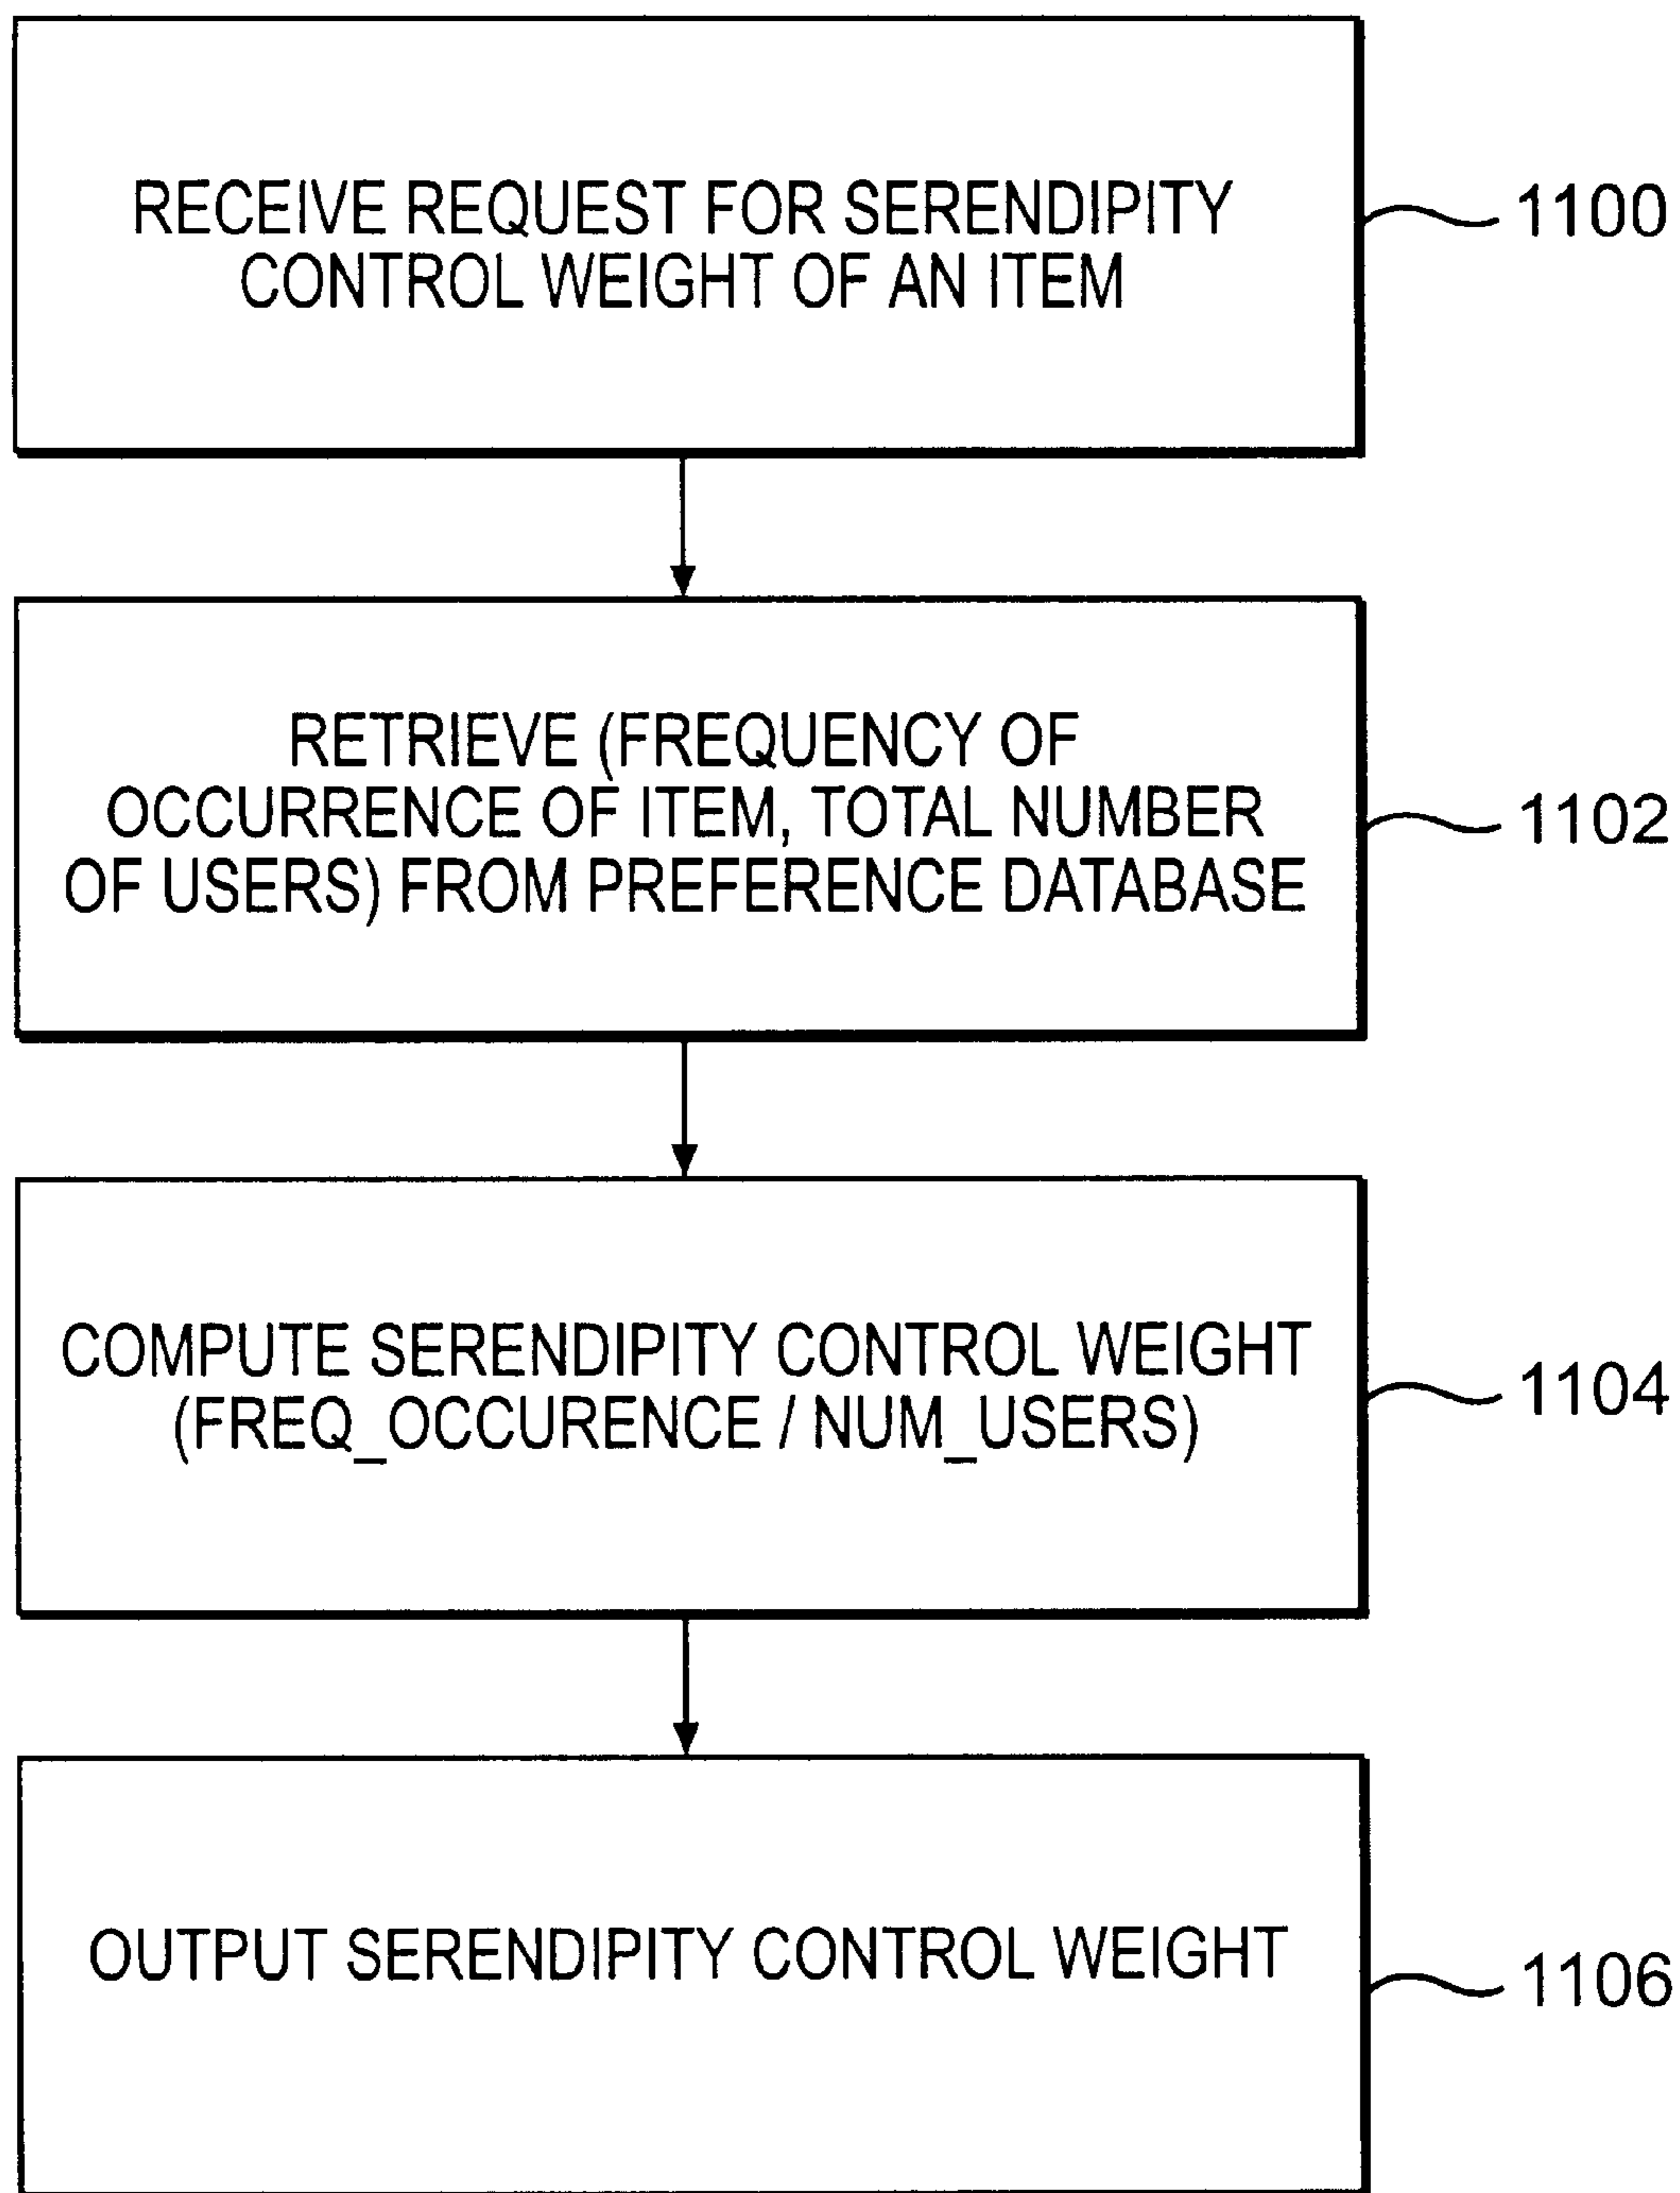 RECEIVE REQUEST FOR SERENDIPITY
CONTROL WEIGHT OF AN ITEM
1100
RETRIEVE (FREQUENCY OF
OCCURRENCE OF ITEM, TOTAL NUMBER
OF USERS) FROM PREFERENCE DATABASE
1102
COMPUTE SERENDIPITY CONTROL WEIGHT
(FREQ_OCCURENCE / NUM_USERS)
1104
OUTPUT SERENDIPITY CONTROL WEIGHT
1106